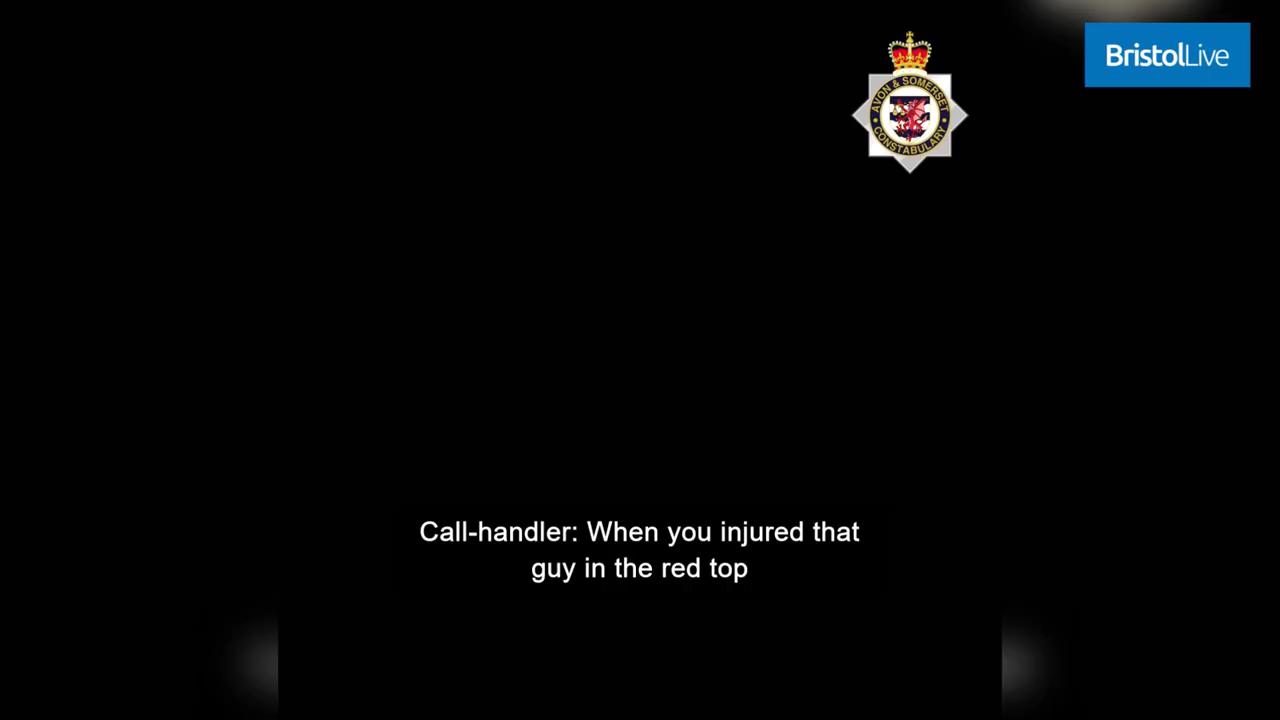 BristolLive
AVON & SOMERSET
CONSTABULARY
Call-handler: When you injured that
guy in the red top